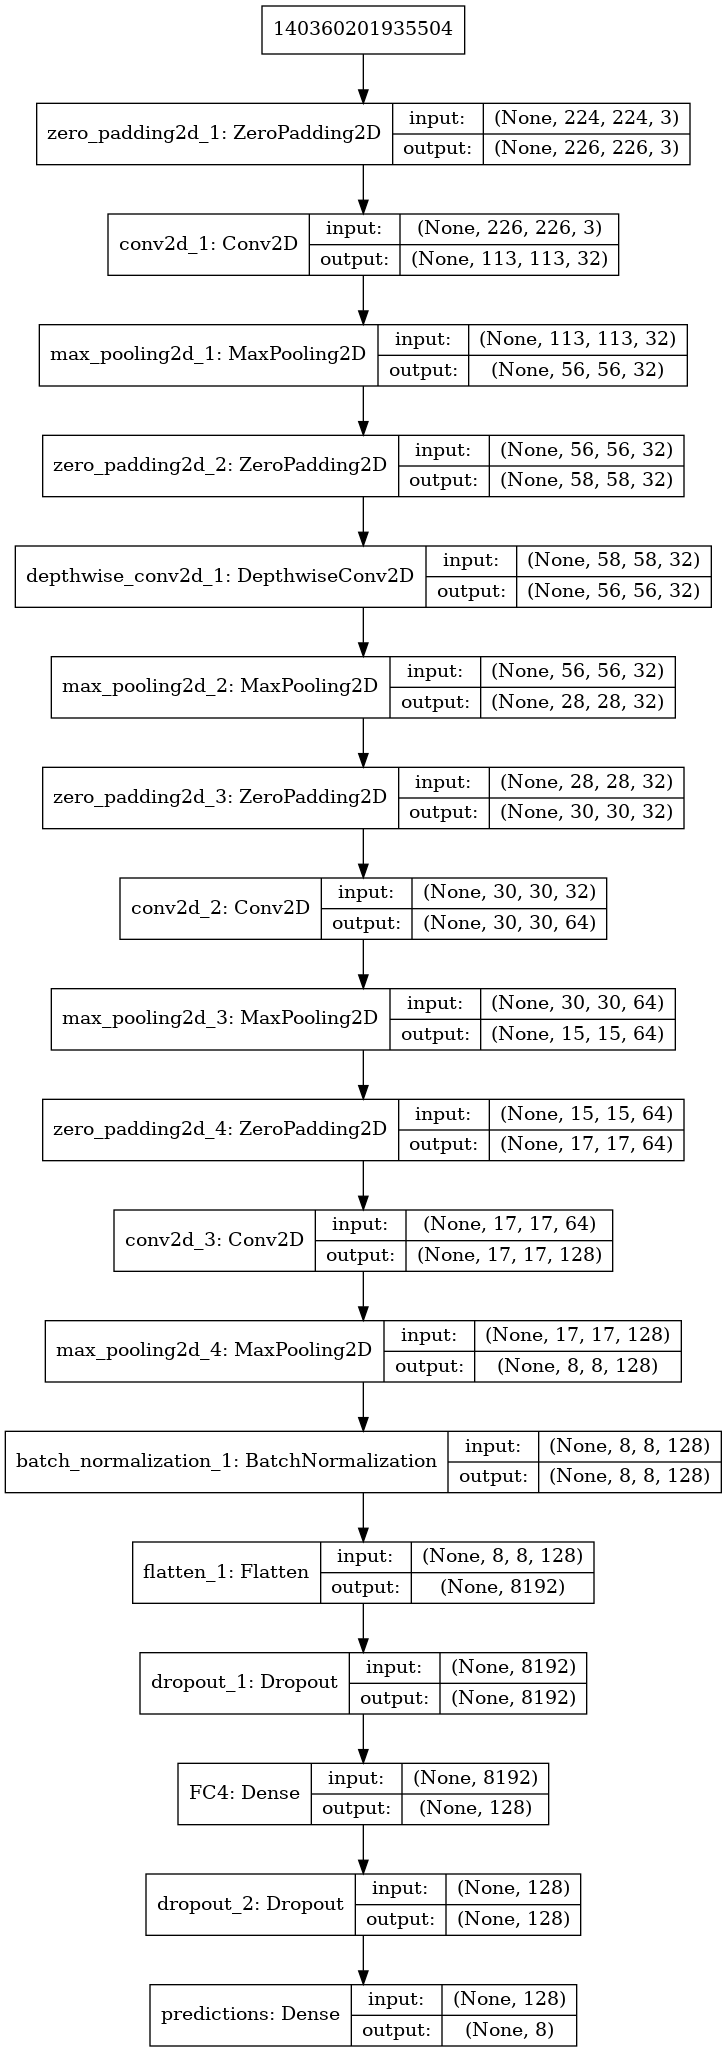 140360201935504
zero_padding2d_1: ZeroPadding2D
input: (None, 224, 224, 3)
output: (None, 226, 226, 3)
conv2d_1: Conv2D
input: (None, 226, 226, 3)
output: (None, 113, 113, 32)
max_pooling2d_1: MaxPooling2D
input: (None, 113, 113, 32)
output: (None, 56, 56, 32)
zero_padding2d_2: ZeroPadding2D
input: (None, 56, 56, 32)
output: (None, 58, 58, 32)
depthwise_conv2d_1: DepthwiseConv2D
input: (None, 58, 58, 32)
output: (None, 56, 56, 32)
max_pooling2d_2: MaxPooling2D
input: (None, 56, 56, 32)
output: (None, 28, 28, 32)
zero_padding2d_3: ZeroPadding2D
input: (None, 28, 28, 32)
output: (None, 30, 30, 32)
conv2d_2: Conv2D
input: (None, 30, 30, 32)
output: (None, 30, 30, 64)
max_pooling2d_3: MaxPooling2D
input: (None, 30, 30, 64)
output: (None, 15, 15, 64)
zero_padding2d_4: ZeroPadding2D
input: (None, 15, 15, 64)
output: (None, 17, 17, 64)
conv2d_3: Conv2D
input: (None, 17, 17, 64)
output: (None, 17, 17, 128)
max_pooling2d_4: MaxPooling2D
input: (None, 17, 17, 128)
output: (None, 8, 8, 128)
batch_normalization_1: BatchNormalization
input: (None, 8, 8, 128)
output: (None, 8, 8, 128)
flatten_1: Flatten
input: (None, 8, 8, 128)
output: (None, 8192)
dropout_1: Dropout
input: (None, 8192)
output: (None, 8192)
FC4: Dense
input: (None, 8192)
output: (None, 128)
dropout_2: Dropout
input: (None, 128)
output: (None, 128)
predictions: Dense
input: (None, 128)
output: (None, 8)